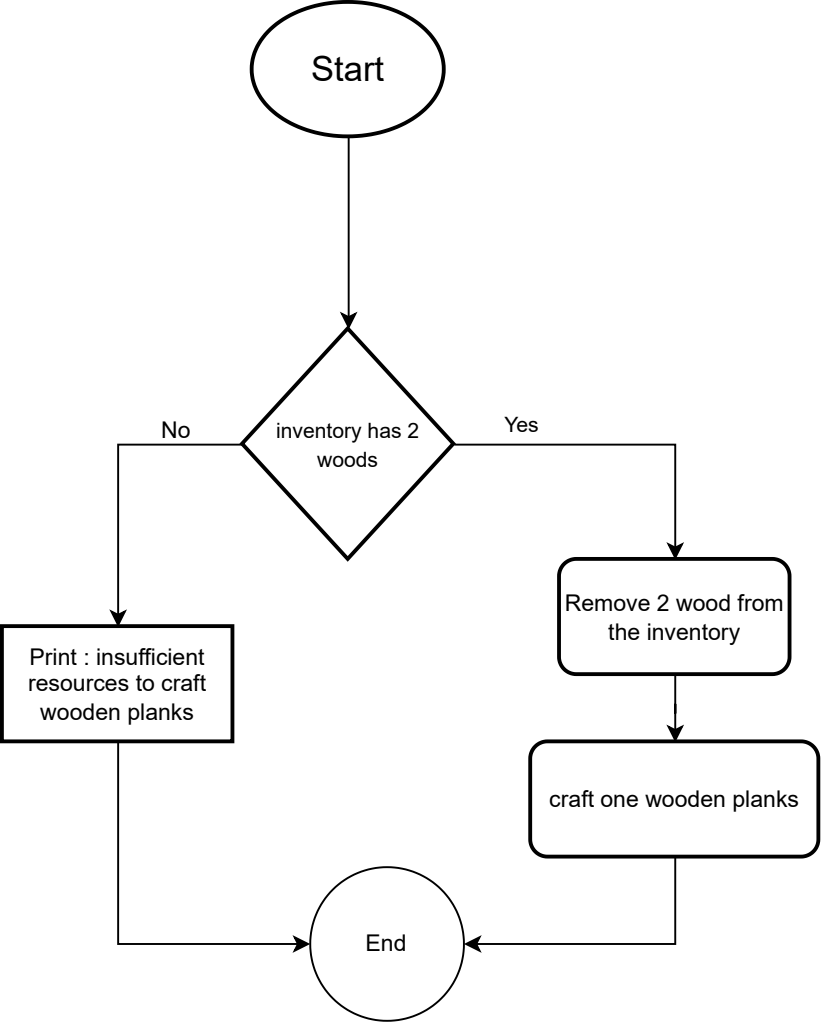 Start
inventory has 2
woods
No
Yes
Remove 2 wood from
the inventory
Print : insufficient
resources to craft
wooden planks
craft one wooden planks
End